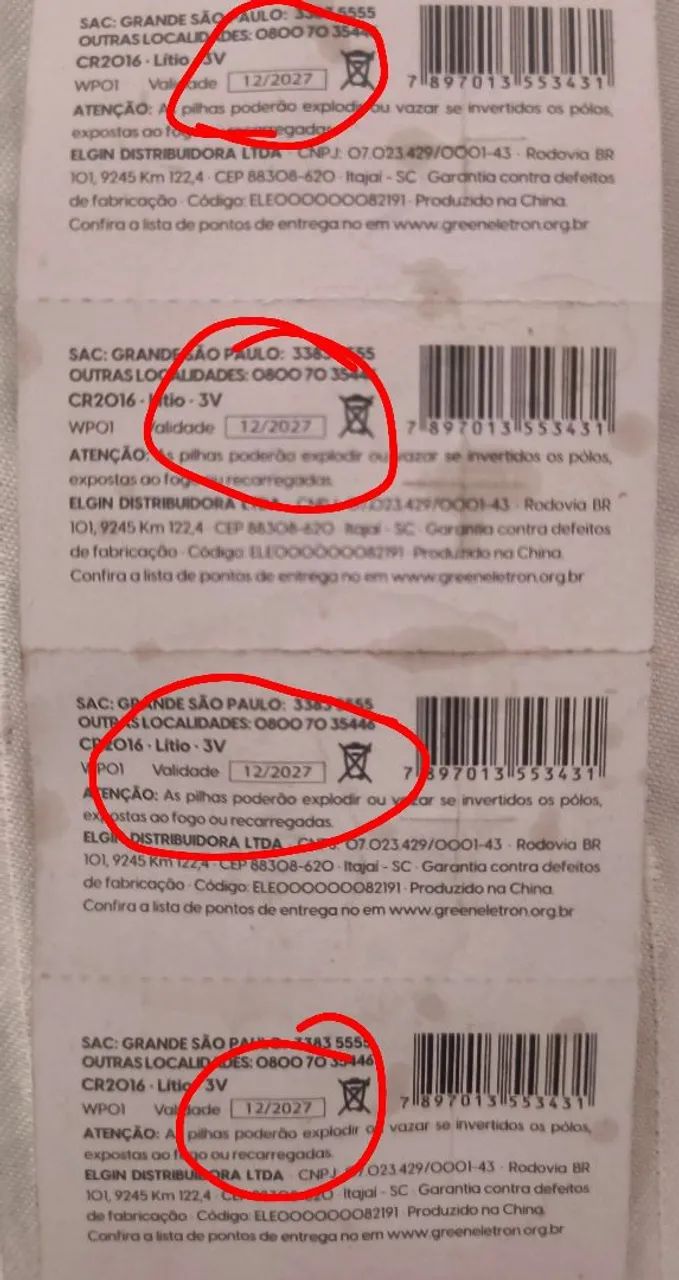 SAC: GRANDE SÃO PAULO: 3383 5555
OUTRAS LOCALIDADES: 0800 70 35446
CR2016 · Lítio · 3V
WPO1 Validade 12/2027
7 897013 553431
ATENÇÃO: As pilhas poderão explodir ou vazar se invertidos os pólos,
expostas ao fogo ou recarregadas.
ELGIN DISTRIBUIDORA LTDA · CNPJ: 07.023.429/0001-43 · Rodovia BR
101, 9245 Km 122,4 · CEP 88308-620 · Itajaí - SC · Garantia contra defeitos
de fabricação · Código: ELE000000082191 · Produzido na China.
Confira a lista de pontos de entrega no em www.greeneletron.org.br
SAC: GRANDE SÃO PAULO: 3383 5555
OUTRAS LOCALIDADES: 0800 70 35446
CR2016 · Lítio · 3V
WPO1 Validade 12/2027
7 897013 553431
ATENÇÃO: As pilhas poderão explodir ou vazar se invertidos os pólos,
expostas ao fogo ou recarregadas.
ELGIN DISTRIBUIDORA LTDA · CNPJ: 07.023.429/0001-43 · Rodovia BR
101, 9245 Km 122,4 · CEP 88308-620 · Itajaí - SC · Garantia contra defeitos
de fabricação · Código: ELE000000082191 · Produzido na China.
Confira a lista de pontos de entrega no em www.greeneletron.org.br
SAC: GRANDE SÃO PAULO: 3383 5555
OUTRAS LOCALIDADES: 0800 70 35446
CR2016 · Lítio · 3V
WPO1 Validade 12/2027
7 897013 553431
ATENÇÃO: As pilhas poderão explodir ou vazar se invertidos os pólos,
expostas ao fogo ou recarregadas.
ELGIN DISTRIBUIDORA LTDA · CNPJ: 07.023.429/0001-43 · Rodovia BR
101, 9245 Km 122,4 · CEP 88308-620 · Itajaí - SC · Garantia contra defeitos
de fabricação · Código: ELE000000082191 · Produzido na China.
Confira a lista de pontos de entrega no em www.greeneletron.org.br
SAC: GRANDE SÃO PAULO: 3383 5555
OUTRAS LOCALIDADES: 0800 70 35446
CR2016 · Lítio · 3V
WPO1 Validade 12/2027
7 897013 553431
ATENÇÃO: As pilhas poderão explodir ou vazar se invertidos os pólos,
expostas ao fogo ou recarregadas.
ELGIN DISTRIBUIDORA LTDA · CNPJ: 07.023.429/0001-43 · Rodovia BR
101, 9245 Km 122,4 · CEP 88308-620 · Itajaí - SC · Garantia contra defeitos
de fabricação · Código: ELE000000082191 · Produzido na China.
Confira a lista de pontos de entrega no em www.greeneletron.org.br